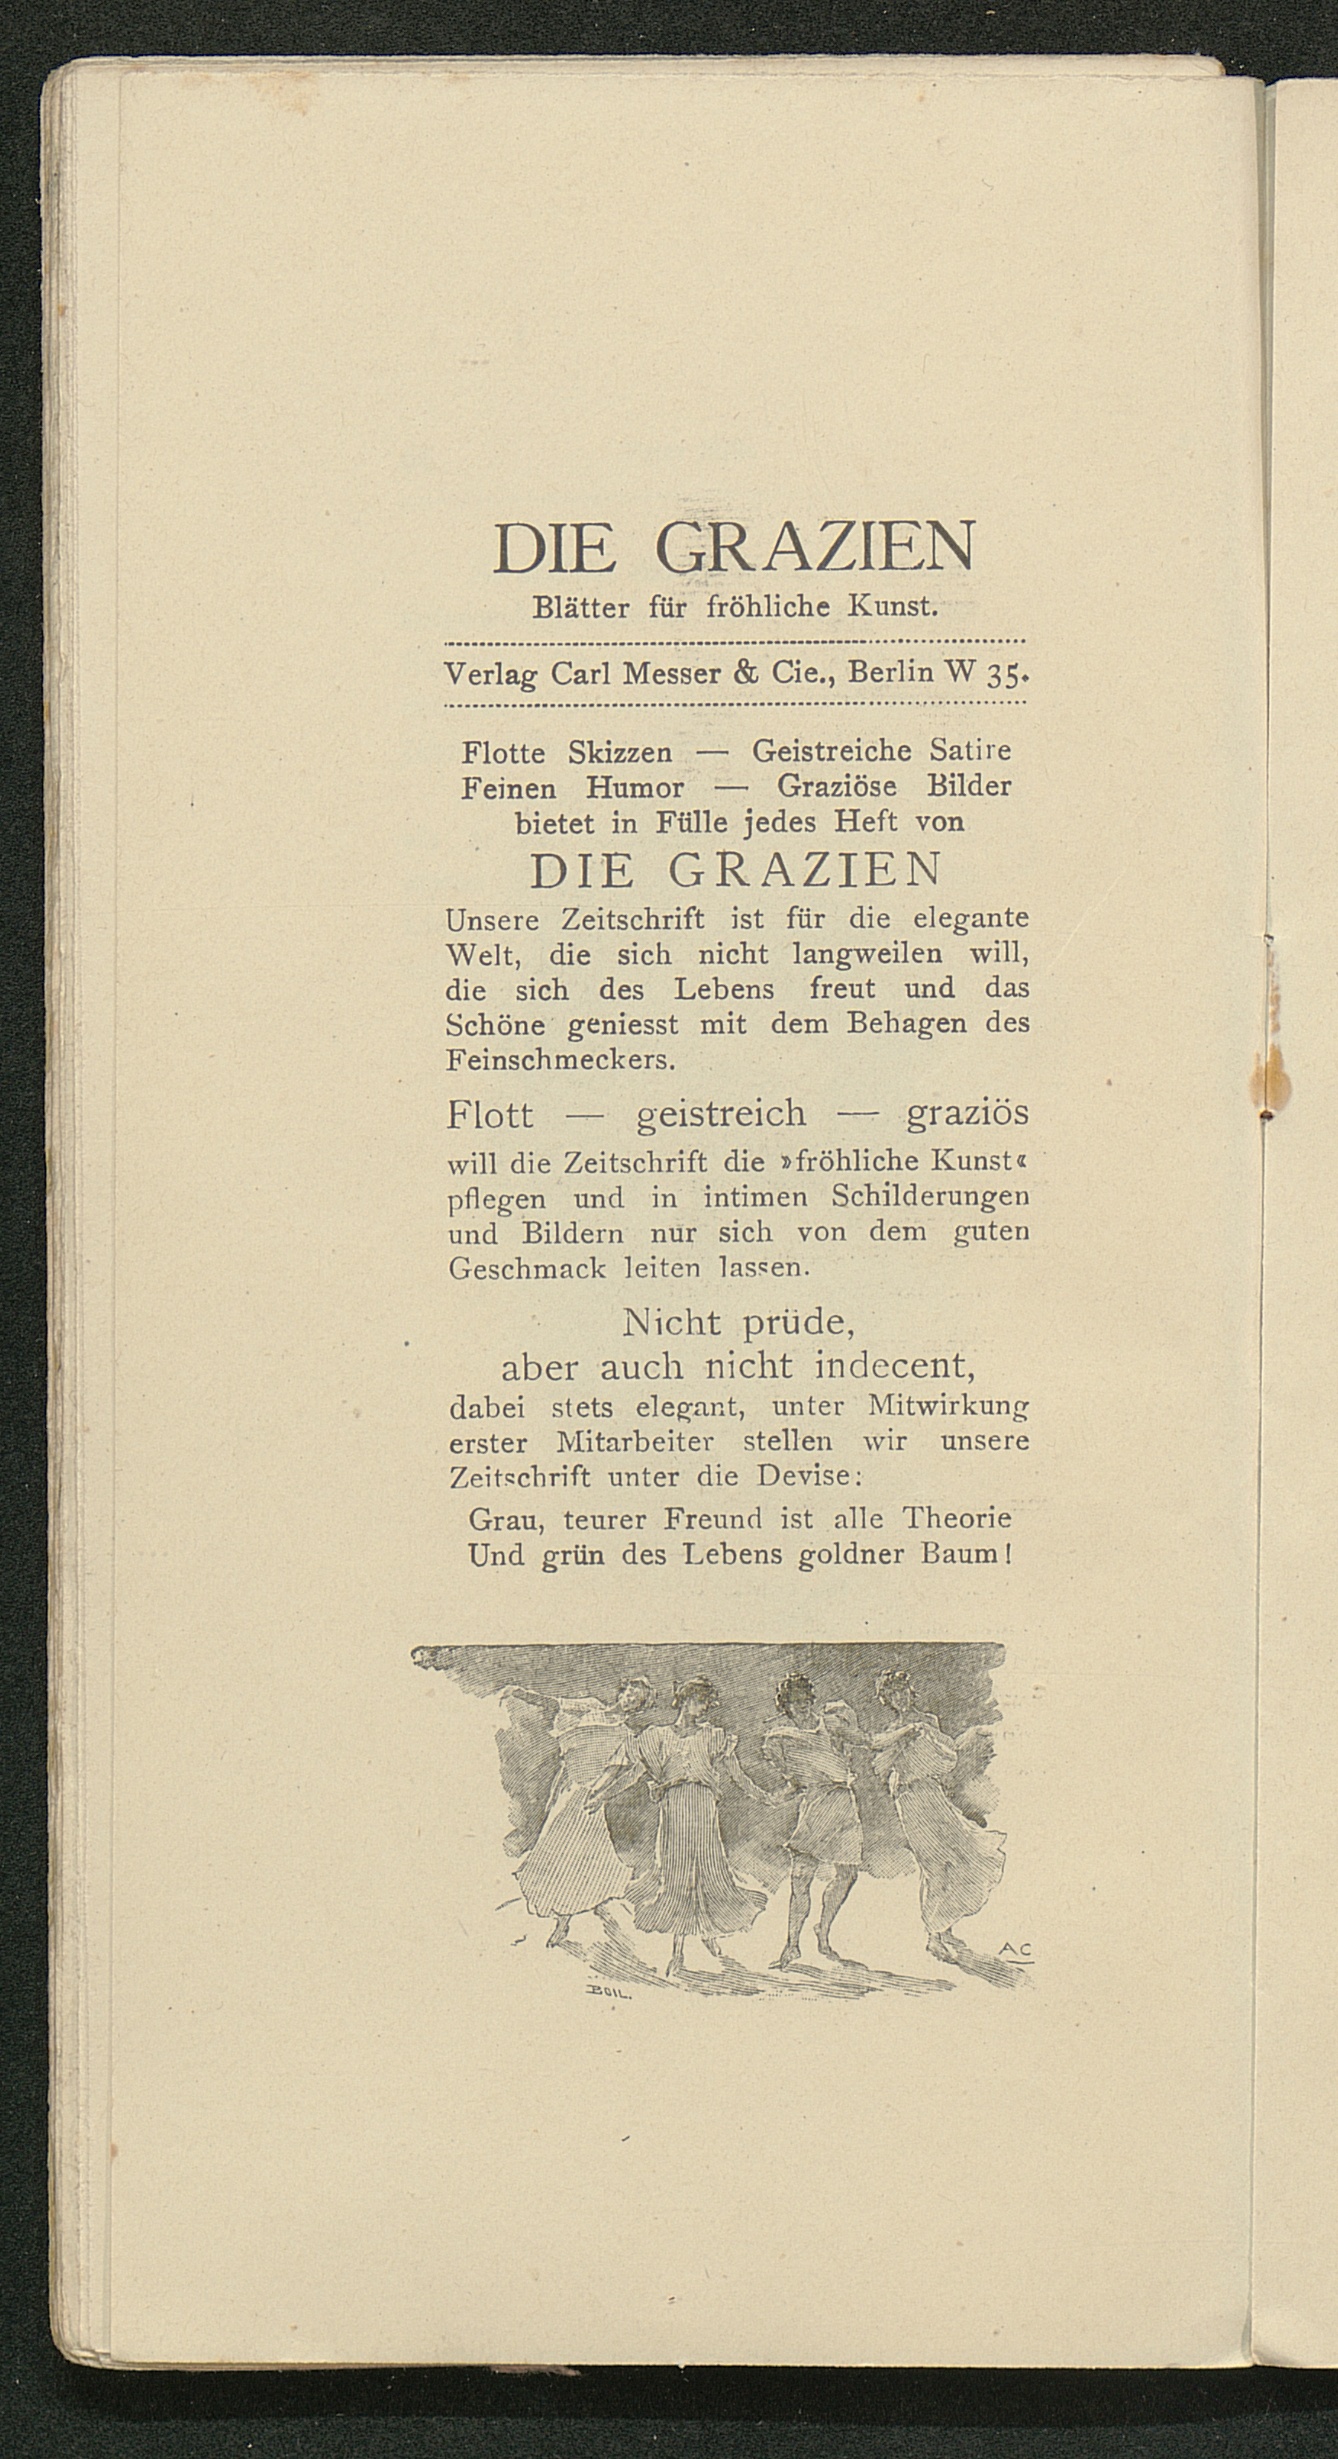 DIE GRAZIEN
Blätter für fröhliche Kunst.
Verlag Carl Messer & Cie., Berlin W 35.
Flotte Skizzen — Geistreiche Satire
Feinen Humor — Graziöse Bilder
bietet in Fülle jedes Heft von
DIE GRAZIEN
Unsere Zeitschrift ist für die elegante
Welt, die sich nicht langweilen will,
die sich des Lebens freut und das
Schöne geniesst mit dem Behagen des
Feinschmeckers.
Flott — geistreich — graziös
will die Zeitschrift die »fröhliche Kunst«
pflegen und in intimen Schilderungen
und Bildern nur sich von dem guten
Geschmack leiten lassen.
Nicht prüde,
aber auch nicht indecent,
dabei stets elegant, unter Mitwirkung
erster Mitarbeiter stellen wir unsere
Zeitschrift unter die Devise:
Grau, teurer Freund ist alle Theorie
Und grün des Lebens goldner Baum!
AC
BOIL.